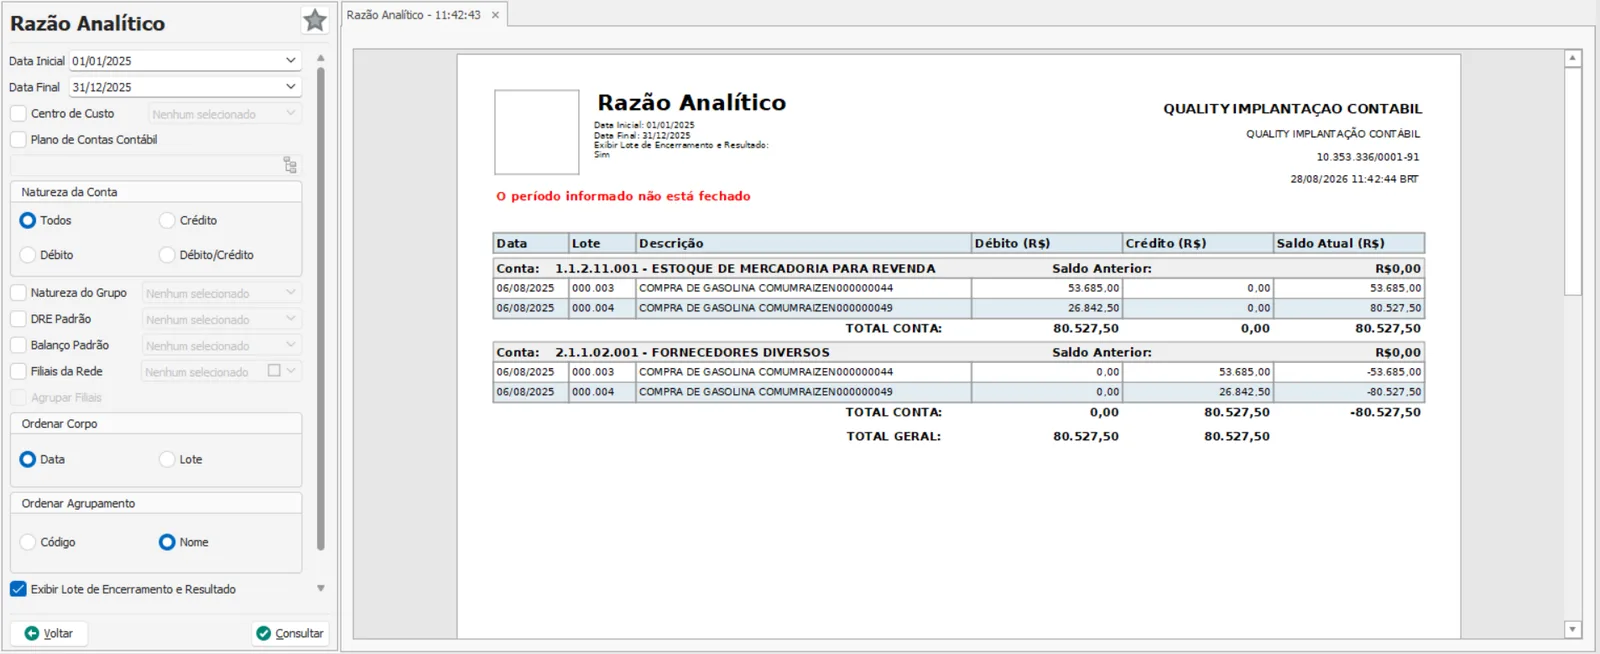 Razão Analítico
Data Inicial 01/01/2025
Data Final 31/12/2025
Centro de Custo Nenhum selecionado
Plano de Contas Contábil
Natureza da Conta
Todos Crédito
Débito Débito/Crédito
Natureza do Grupo Nenhum selecionado
DRE Padrão Nenhum selecionado
Balanço Padrão Nenhum selecionado
Filiais da Rede Nenhum selecionado
Agrupar Filiais
Ordenar Corpo
Data Lote
Ordenar Agrupamento
Código Nome
Exibir Lote de Encerramento e Resultado
Voltar Consultar
Razão Analítico - 11:42:43 ×
Razão Analítico
Data Inicial: 01/01/2025
Data Final: 31/12/2025
Exibir Lote de Encerramento e Resultado:
Sim
QUALITY IMPLANTAÇAO CONTABIL
QUALITY IMPLANTAÇÃO CONTÁBIL
10.353.336/0001-91
28/08/2026 11:42:44 BRT
O período informado não está fechado
Data Lote Descrição Débito (R$) Crédito (R$) Saldo Atual (R$)
Conta: 1.1.2.11.001 - ESTOQUE DE MERCADORIA PARA REVENDA Saldo Anterior: R$0,00
06/08/2025 000.003 COMPRA DE GASOLINA COMUMRAIZEN000000044 53.685,00 0,00 53.685,00
06/08/2025 000.004 COMPRA DE GASOLINA COMUMRAIZEN000000049 26.842,50 0,00 80.527,50
TOTAL CONTA: 80.527,50 0,00 80.527,50
Conta: 2.1.1.02.001 - FORNECEDORES DIVERSOS Saldo Anterior: R$0,00
06/08/2025 000.003 COMPRA DE GASOLINA COMUMRAIZEN000000044 0,00 53.685,00 -53.685,00
06/08/2025 000.004 COMPRA DE GASOLINA COMUMRAIZEN000000049 0,00 26.842,50 -80.527,50
TOTAL CONTA: 0,00 80.527,50 -80.527,50
TOTAL GERAL: 80.527,50 80.527,50